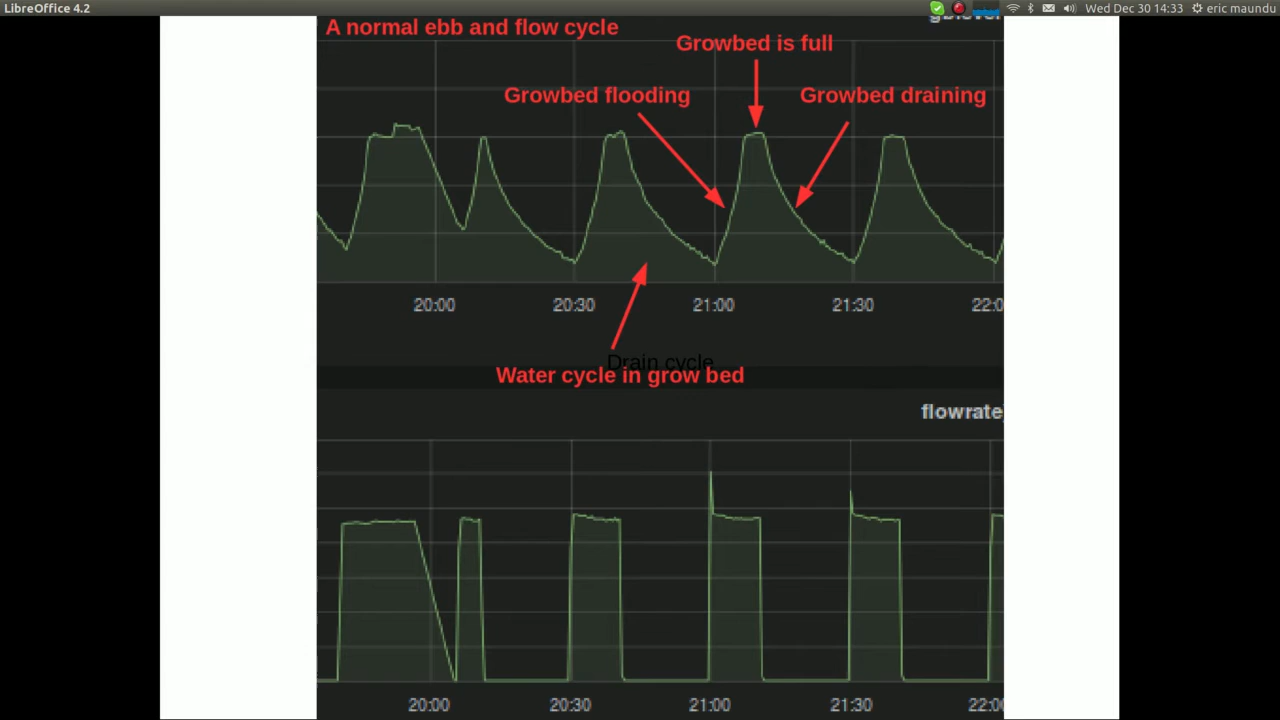 LibreOffice 4.2
Wed Dec 30 14:33 eric maundu
A normal ebb and flow cycle
Growbed is full
Growbed flooding
Growbed draining
20:00 20:30 21:00 21:30 22:0
Drain cycle
Water cycle in grow bed
flowrate
20:00 20:30 21:00 21:30 22:0